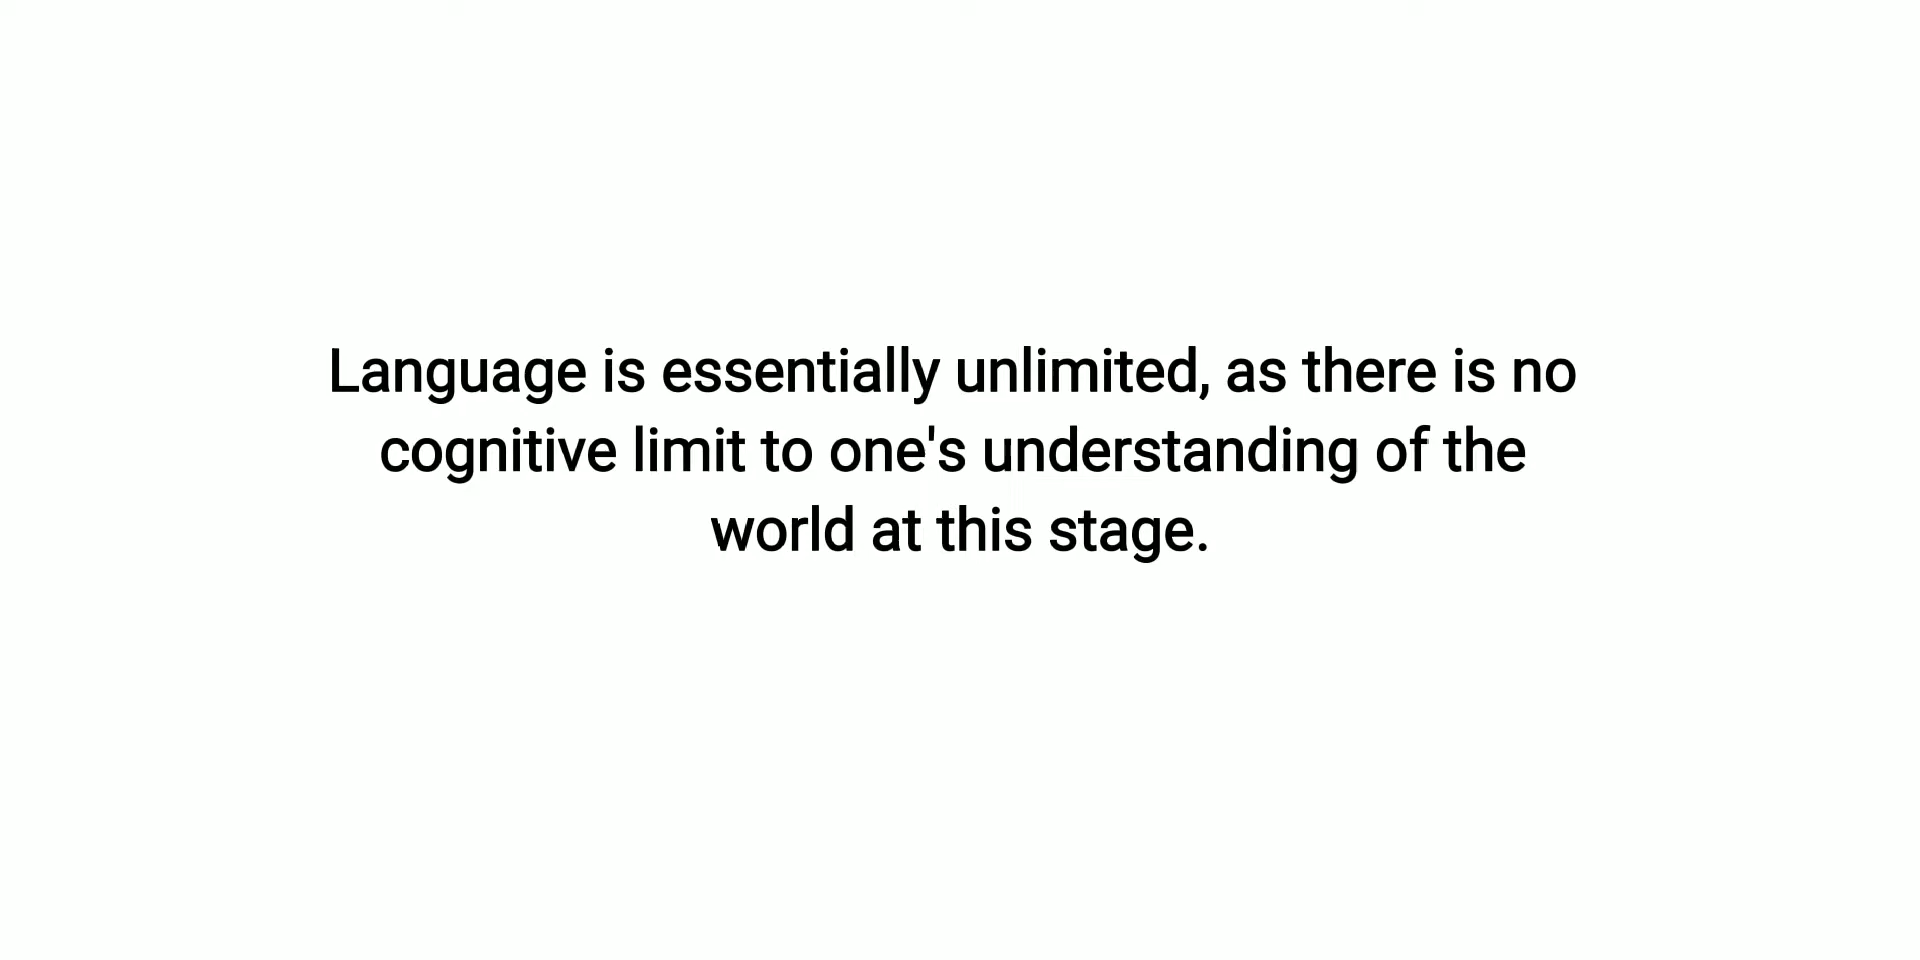 Language is essentially unlimited, as there is no
cognitive limit to one's understanding of the
world at this stage.